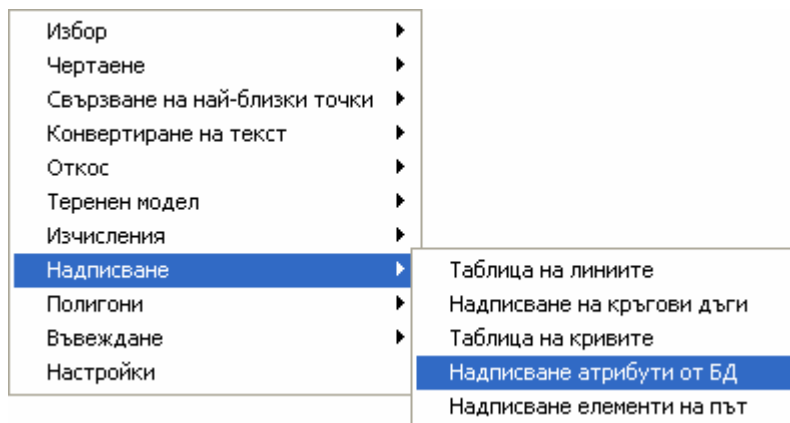 Избор
Чертаене
Свързване на най-близки точки
Конвертиране на текст
Откос
Теренен модел
Изчисления
Надписване
Полигони
Въвеждане
Настройки
Таблица на линиите
Надписване на кръгови дъги
Таблица на кривите
Надписване атрибути от БД
Надписване елементи на път